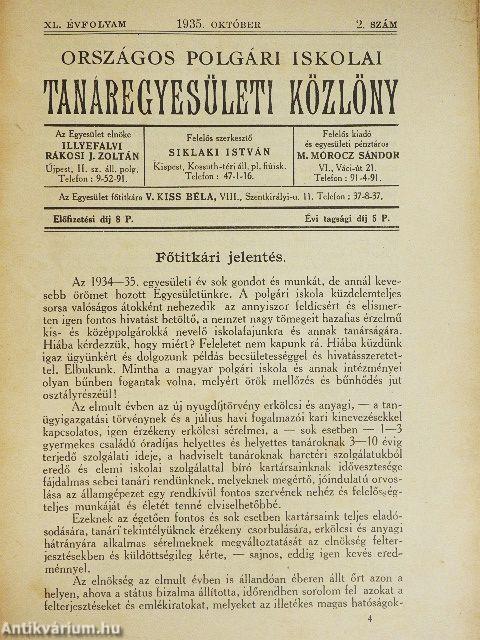 XL. ÉVFOLYAM 1935. OKTÓBER 2. SZÁM
ORSZÁGOS POLGÁRI ISKOLAI
TANÁREGYESÜLETI KÖZLÖNY
Az Egyesület elnöke
ILLYEFALVI
RÁKOSI J. ZOLTÁN
Újpest, II. sz. áll. polg.
Telefon : 9-52-91.
Felelős szerkesztő
SIKLAKI ISTVÁN
Kispest, Kossuth-téri áll. pl. fiúisk.
Telefon : 47-1-16.
Felelős kiadó
és egyesületi pénztáros
M. MÓROCZ SÁNDOR
VI., Váci-út 21.
Telefon : 91-4-91.
Az Egyesület főtitkára V. KISS BÉLA, VIII., Szentkirályi-u. 11. Telefon : 37-8-37.
Előfizetési díj 8 P. Évi tagsági díj 5 P.
Főtitkári jelentés.
Az 1934—35. egyesületi év sok gondot és munkát, de annál keve-
sebb örömet hozott Egyesületünkre. A polgári iskola küzdelemteljes
sorsa valóságos átokként nehezedik az annyiszor feldicsért és elismer-
ten igen fontos hivatást betöltő, a nemzet nagy tömegeit hazafias érzelmű
kis- és középpolgárokká nevelő iskolafajunkra és annak tanárságára.
Hiába kérdezzük, hogy miért? Feleletet nem kapunk rá. Hiába küzdünk
igaz ügyünkért és dolgozunk példás becsületességgel és hivatásszeretet-
tel. Elbukunk. Mintha a magyar polgári iskola és annak intézményei
olyan bűnben fogantak volna, melyért örök mellőzés és bűnhődés jut
osztályrészéül!
Az elmult évben az új nyugdíjtörvény erkölcsi és anyagi, — a tan-
ügyigazgatási törvénynek és a július havi fogalmazói kari kinevezésekkel
kapcsolatos, igen érzékeny erkölcsi sérelmei, a — sok esetben — 1—3
gyermekes családú óradíjas helyettes és helyettes tanároknak 3—10 évig
terjedő szolgálati ideje, a hadviselt tanároknak harctéri szolgálatukból
eredő és elemi iskolai szolgálattal bíró kartársainknak idővesztesége
fájdalmas sebei tanári rendünknek, melyeknek megértő, jóindulatú orvos-
lása az államgépezet egy rendkívül fontos szervének nehéz és felelőség-
teljes munkáját és életét tenné elviselhetőbbé.
Ezeknek az égetően fontos és sok esetben kartársaink teljes eladó-
sodására, tanári tekintélyüknek érzékeny csorbulására, erkölcsi és anyagi
hátrányára alkalmas sérelmeknek megváltoztatását az elnökség felter-
jesztésekben és küldöttségileg kérte, — sajnos, eddig igen kevés ered-
ménnyel.
Az elnökség az elmult évben is állandóan éberen állt őrt azon a
helyen, ahova a státus bizalma állította, időrendben sorolom fel azokat a
felterjesztéseket és emlékiratokat, melyeket az illetékes magas hatóságok-
4
Antikvárium.hu